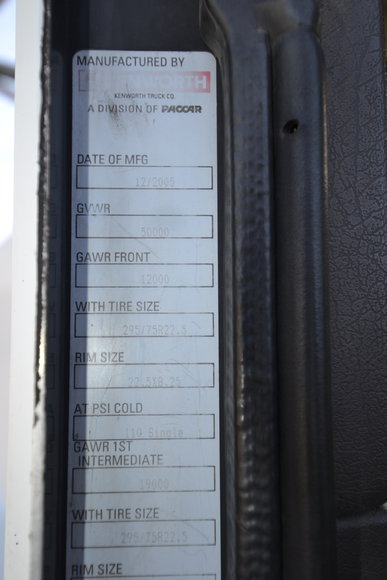 MANUFACTURED BY
KENWORTH
KENWORTH TRUCK CO.
A DIVISION OF PACCAR
DATE OF MFG
12/2005
GVWR
50000
GAWR FRONT
12000
WITH TIRE SIZE
295/75R22.5
RIM SIZE
22.5X8.25
AT PSI COLD
110 Single
GAWR 1ST
INTERMEDIATE
19000
WITH TIRE SIZE
295/75R22.5
RIM SIZE